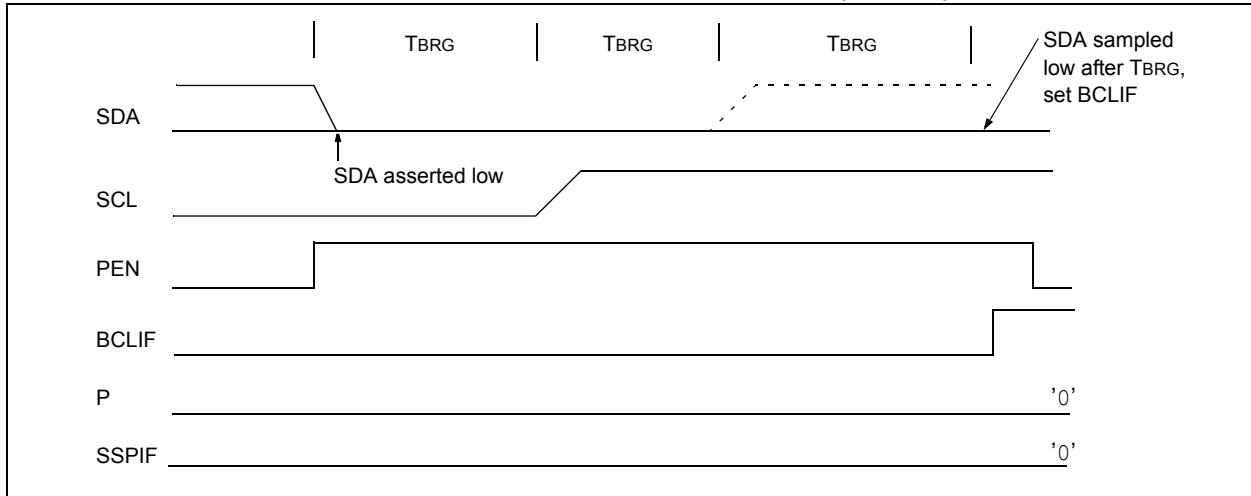 TBRG TBRG TBRG
SDA sampled
low after TBRG,
set BCLIF
SDA
SDA asserted low
SCL
PEN
BCLIF
P '0'
SSPIF '0'